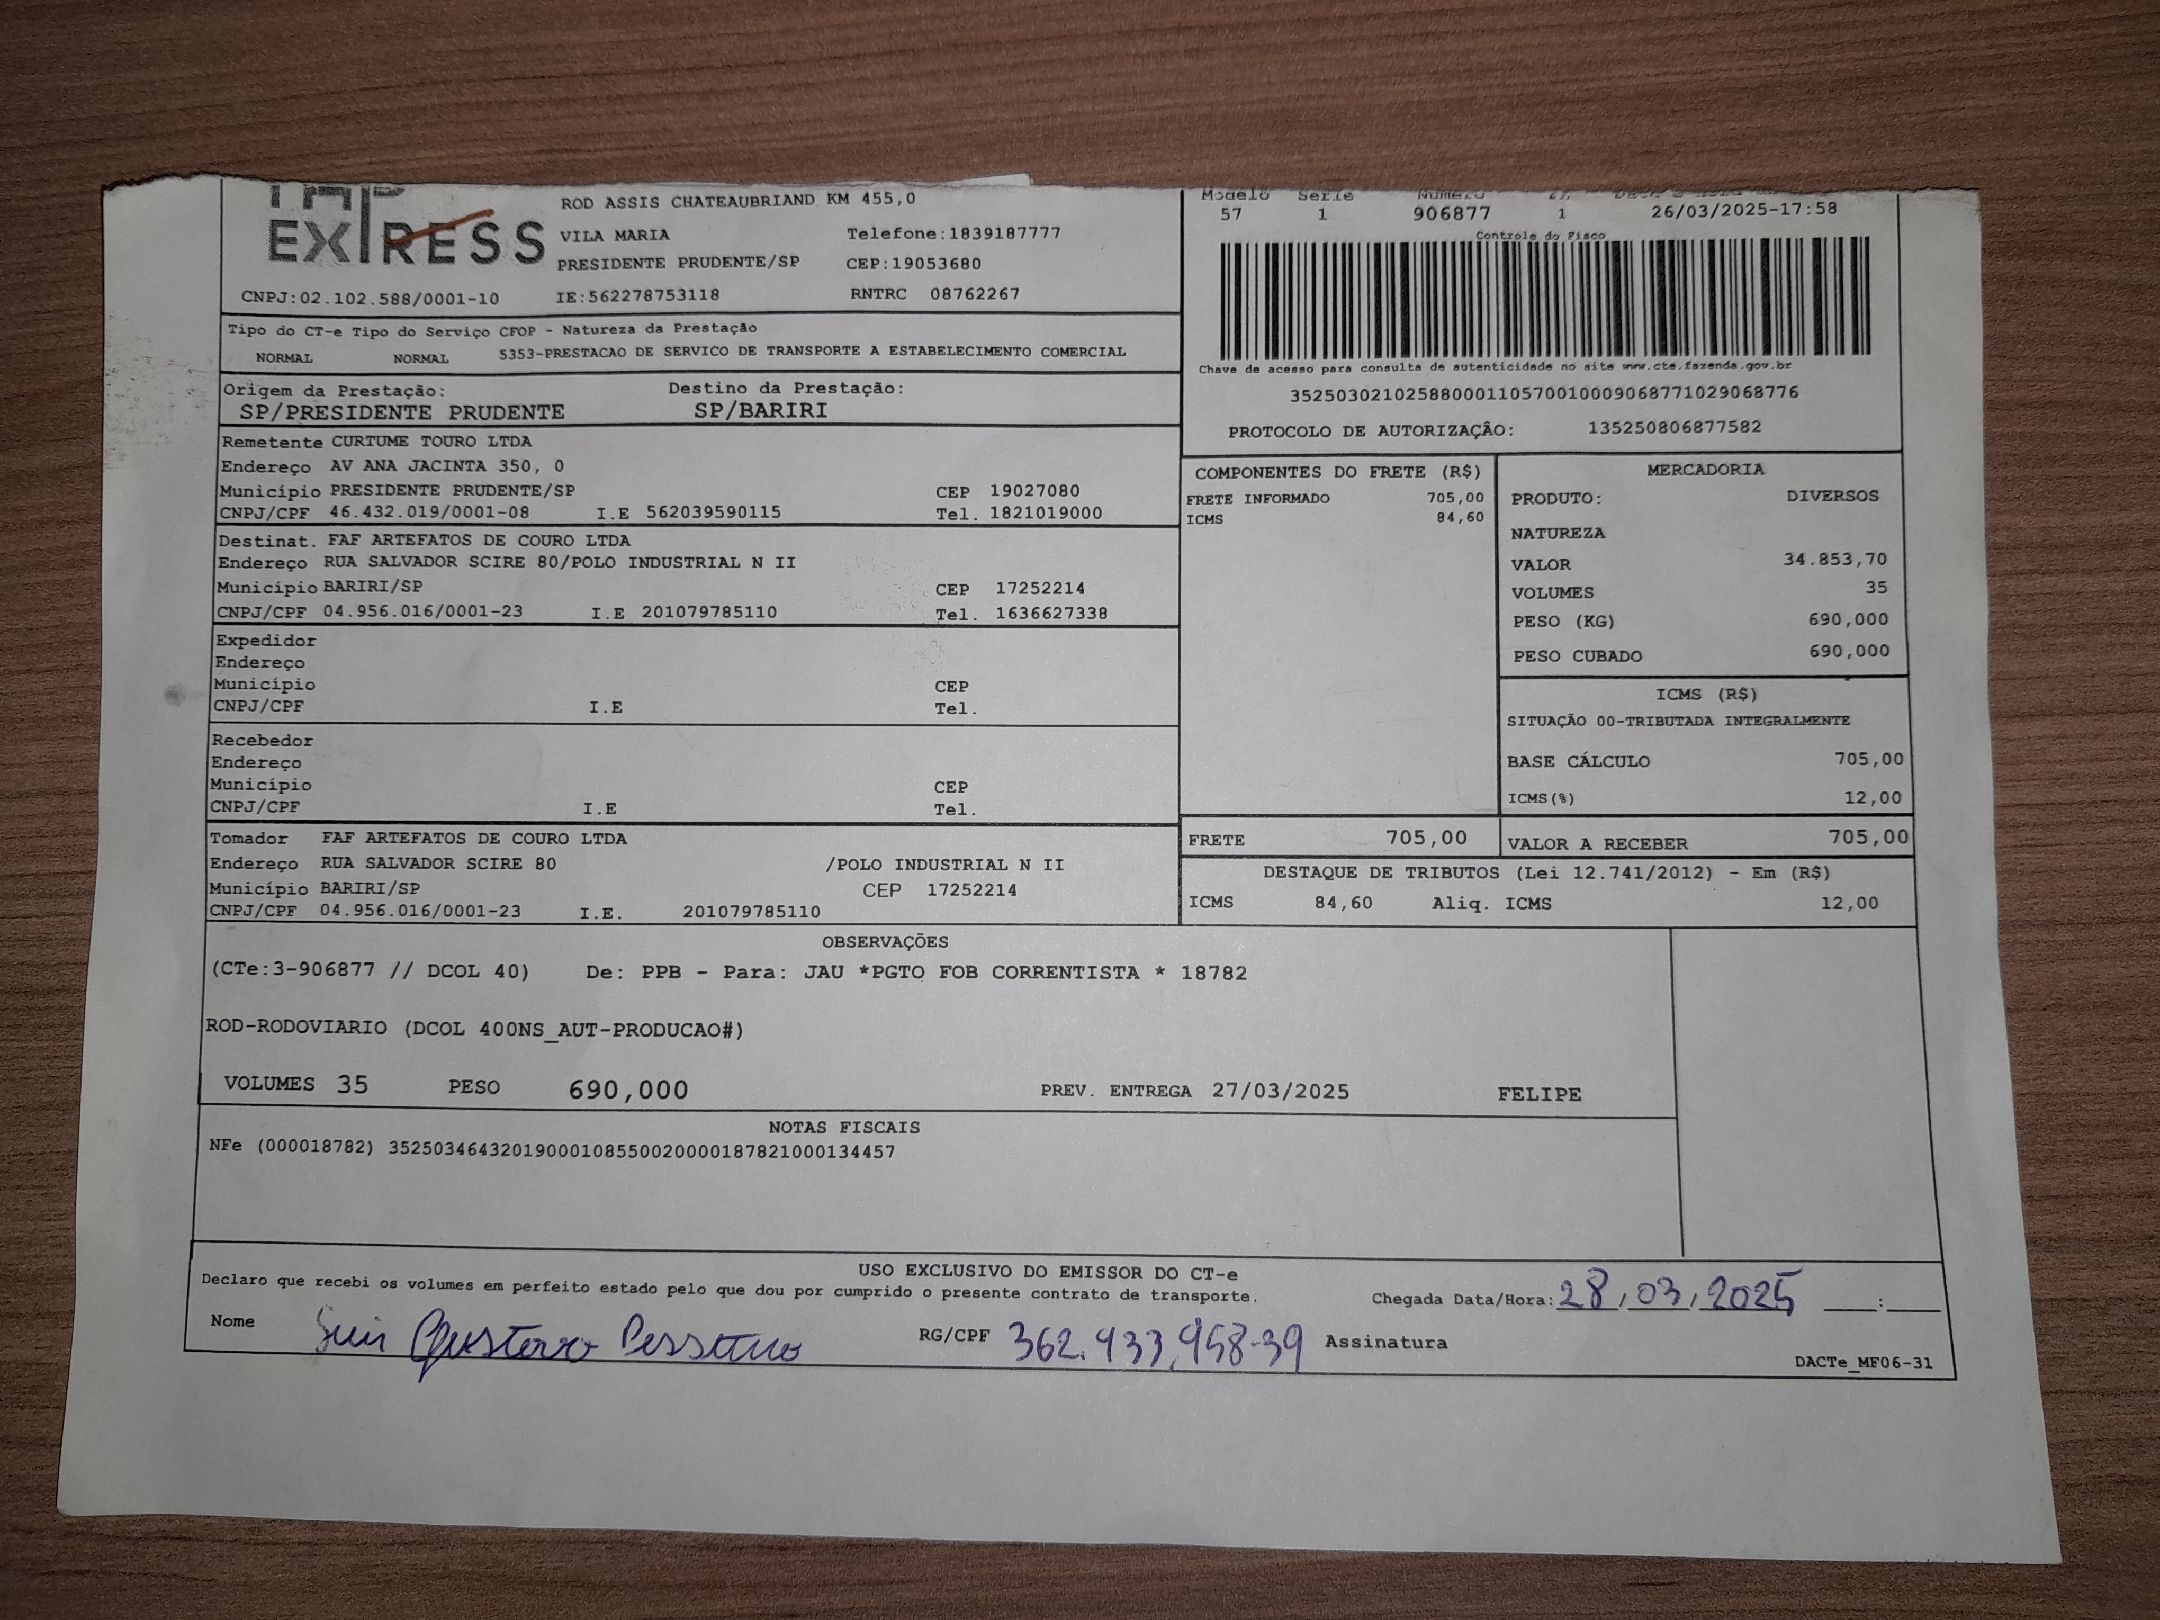 EXPRESS
ROD ASSIS CHATEAUBRIAND KM 455,0
VILA MARIA Telefone:1839187777
PRESIDENTE PRUDENTE/SP CEP:19053680
CNPJ:02.102.588/0001-10 IE:562278753118 RNTRC 08762267
Modelo Serie Número
57 1 906877 1 26/03/2025-17:58
Controle do Fisco
Chave de acesso para consulta de autenticidade no site www.cte.fazenda.gov.br
35250302102588000110570010009068771029068776
PROTOCOLO DE AUTORIZAÇÃO: 135250806877582
Tipo do CT-e Tipo do Serviço CFOP - Natureza da Prestação
NORMAL NORMAL 5353-PRESTACAO DE SERVICO DE TRANSPORTE A ESTABELECIMENTO COMERCIAL
Origem da Prestação: Destino da Prestação:
SP/PRESIDENTE PRUDENTE SP/BARIRI
Remetente CURTUME TOURO LTDA
Endereço AV ANA JACINTA 350, 0
Município PRESIDENTE PRUDENTE/SP CEP 19027080
CNPJ/CPF 46.432.019/0001-08 I.E 562039590115 Tel. 1821019000
Destinat. FAF ARTEFATOS DE COURO LTDA
Endereço RUA SALVADOR SCIRE 80/POLO INDUSTRIAL N II
Município BARIRI/SP CEP 17252214
CNPJ/CPF 04.956.016/0001-23 I.E 201079785110 Tel. 1636627338
Expedidor
Endereço
Município CEP
CNPJ/CPF I.E Tel.
Recebedor
Endereço
Município CEP
CNPJ/CPF I.E Tel.
Tomador FAF ARTEFATOS DE COURO LTDA
Endereço RUA SALVADOR SCIRE 80 /POLO INDUSTRIAL N II
Município BARIRI/SP CEP 17252214
CNPJ/CPF 04.956.016/0001-23 I.E. 201079785110
COMPONENTES DO FRETE (R$)
FRETE INFORMADO 705,00
ICMS 84,60
MERCADORIA
PRODUTO: DIVERSOS
NATUREZA
VALOR 34.853,70
VOLUMES 35
PESO (KG) 690,000
PESO CUBADO 690,000
ICMS (R$)
SITUAÇÃO 00-TRIBUTADA INTEGRALMENTE
BASE CÁLCULO 705,00
ICMS(%) 12,00
FRETE 705,00 VALOR A RECEBER 705,00
DESTAQUE DE TRIBUTOS (Lei 12.741/2012) - Em (R$)
ICMS 84,60 Aliq. ICMS 12,00
OBSERVAÇÕES
(CTe:3-906877 // DCOL 40) De: PPB - Para: JAU *PGTO FOB CORRENTISTA * 18782
ROD-RODOVIARIO (DCOL 400NS_AUT-PRODUCAO#)
VOLUMES 35 PESO 690,000 PREV. ENTREGA 27/03/2025 FELIPE
NOTAS FISCAIS
NFe (000018782) 35250346432019000108550020000187821000134457
USO EXCLUSIVO DO EMISSOR DO CT-e
Declaro que recebi os volumes em perfeito estado pelo que dou por cumprido o presente contrato de transporte.
Chegada Data/Hora: 28,03,2025 ___:___
Nome Luis Gustavo RG/CPF 362.933.958-39 Assinatura
DACTe_MF06-31